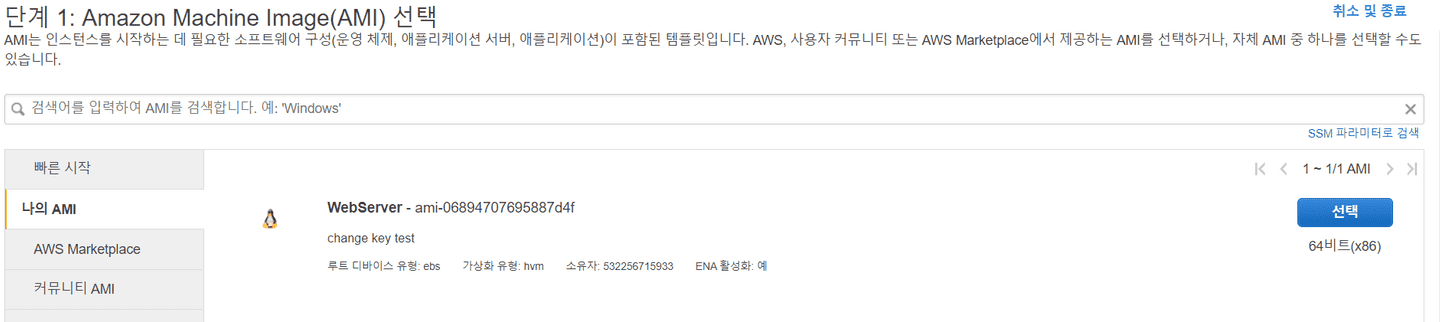 단계 1: Amazon Machine Image(AMI) 선택
취소 및 종료
AMI는 인스턴스를 시작하는 데 필요한 소프트웨어 구성(운영 체제, 애플리케이션 서버, 애플리케이션)이 포함된 템플릿입니다. AWS, 사용자 커뮤니티 또는 AWS Marketplace에서 제공하는 AMI를 선택하거나, 자체 AMI 중 하나를 선택할 수도
있습니다.
검색어를 입력하여 AMI를 검색합니다. 예: 'Windows'
SSM 파라미터로 검색
빠른 시작
1 ~ 1/1 AMI
나의 AMI
WebServer - ami-06894707695887d4f
선택
change key test
64비트(x86)
AWS Marketplace
루트 디바이스 유형: ebs 가상화 유형: hvm 소유자: 532256715933 ENA 활성화: 예
커뮤니티 AMI